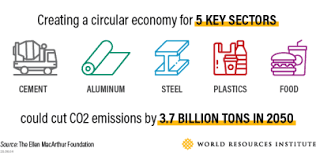 Creating a circular economy for 5 KEY SECTORS
CEMENT ALUMINUM STEEL PLASTICS FOOD
could cut CO2 emissions by 3.7 BILLION TONS IN 2050
Source: The Ellen MacArthur Foundation
WORLD RESOURCES INSTITUTE